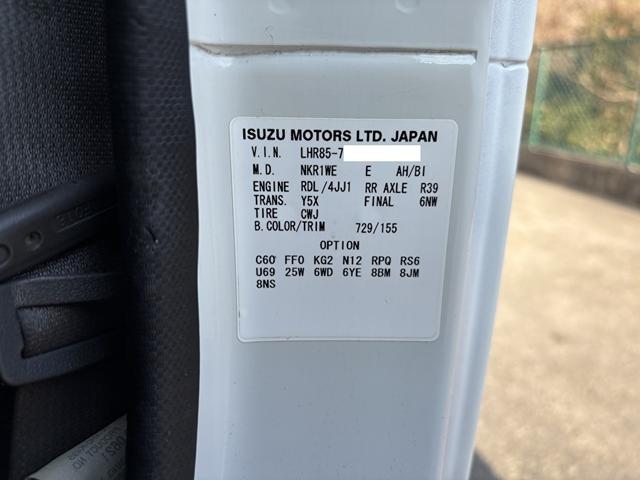 ISUZU MOTORS LTD. JAPAN
V.I.N. LHR85-7
M.D. NKR1WE E AH/BI
ENGINE RDL/4JJ1 RR AXLE R39
TRANS. Y5X FINAL 6NW
TIRE CWJ
B.COLOR/TRIM 729/155
OPTION
C60 FF0 KG2 N12 RPQ RS6
U69 25W 6WD 6YE 8BM 8JM
8NS